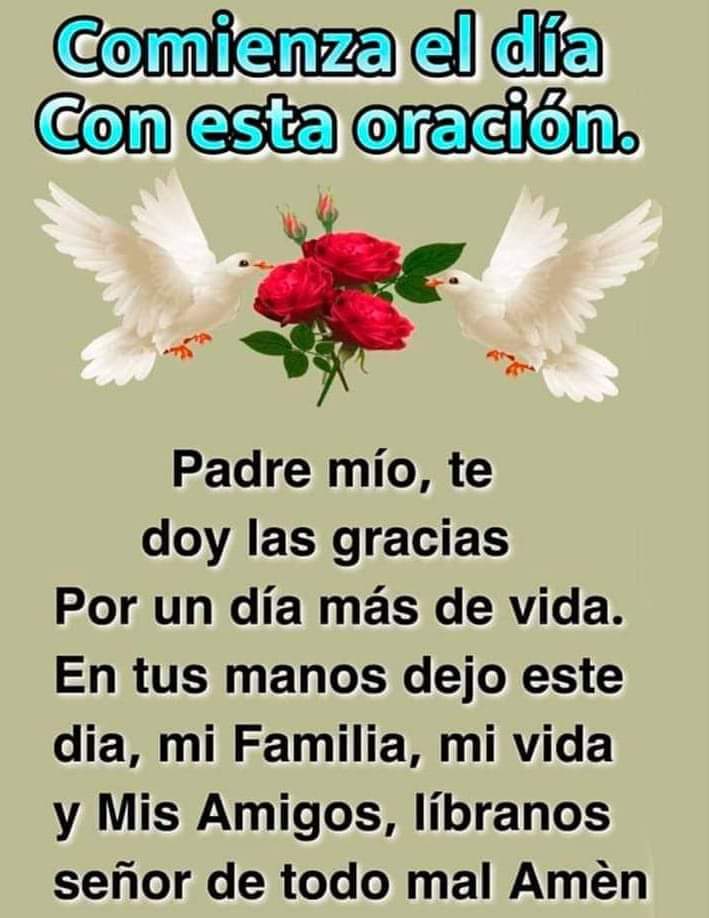 Comienza el día
Con esta oración.
Padre mío, te
doy las gracias
Por un día más de vida.
En tus manos dejo este
dia, mi Familia, mi vida
y Mis Amigos, líbranos
señor de todo mal Amèn